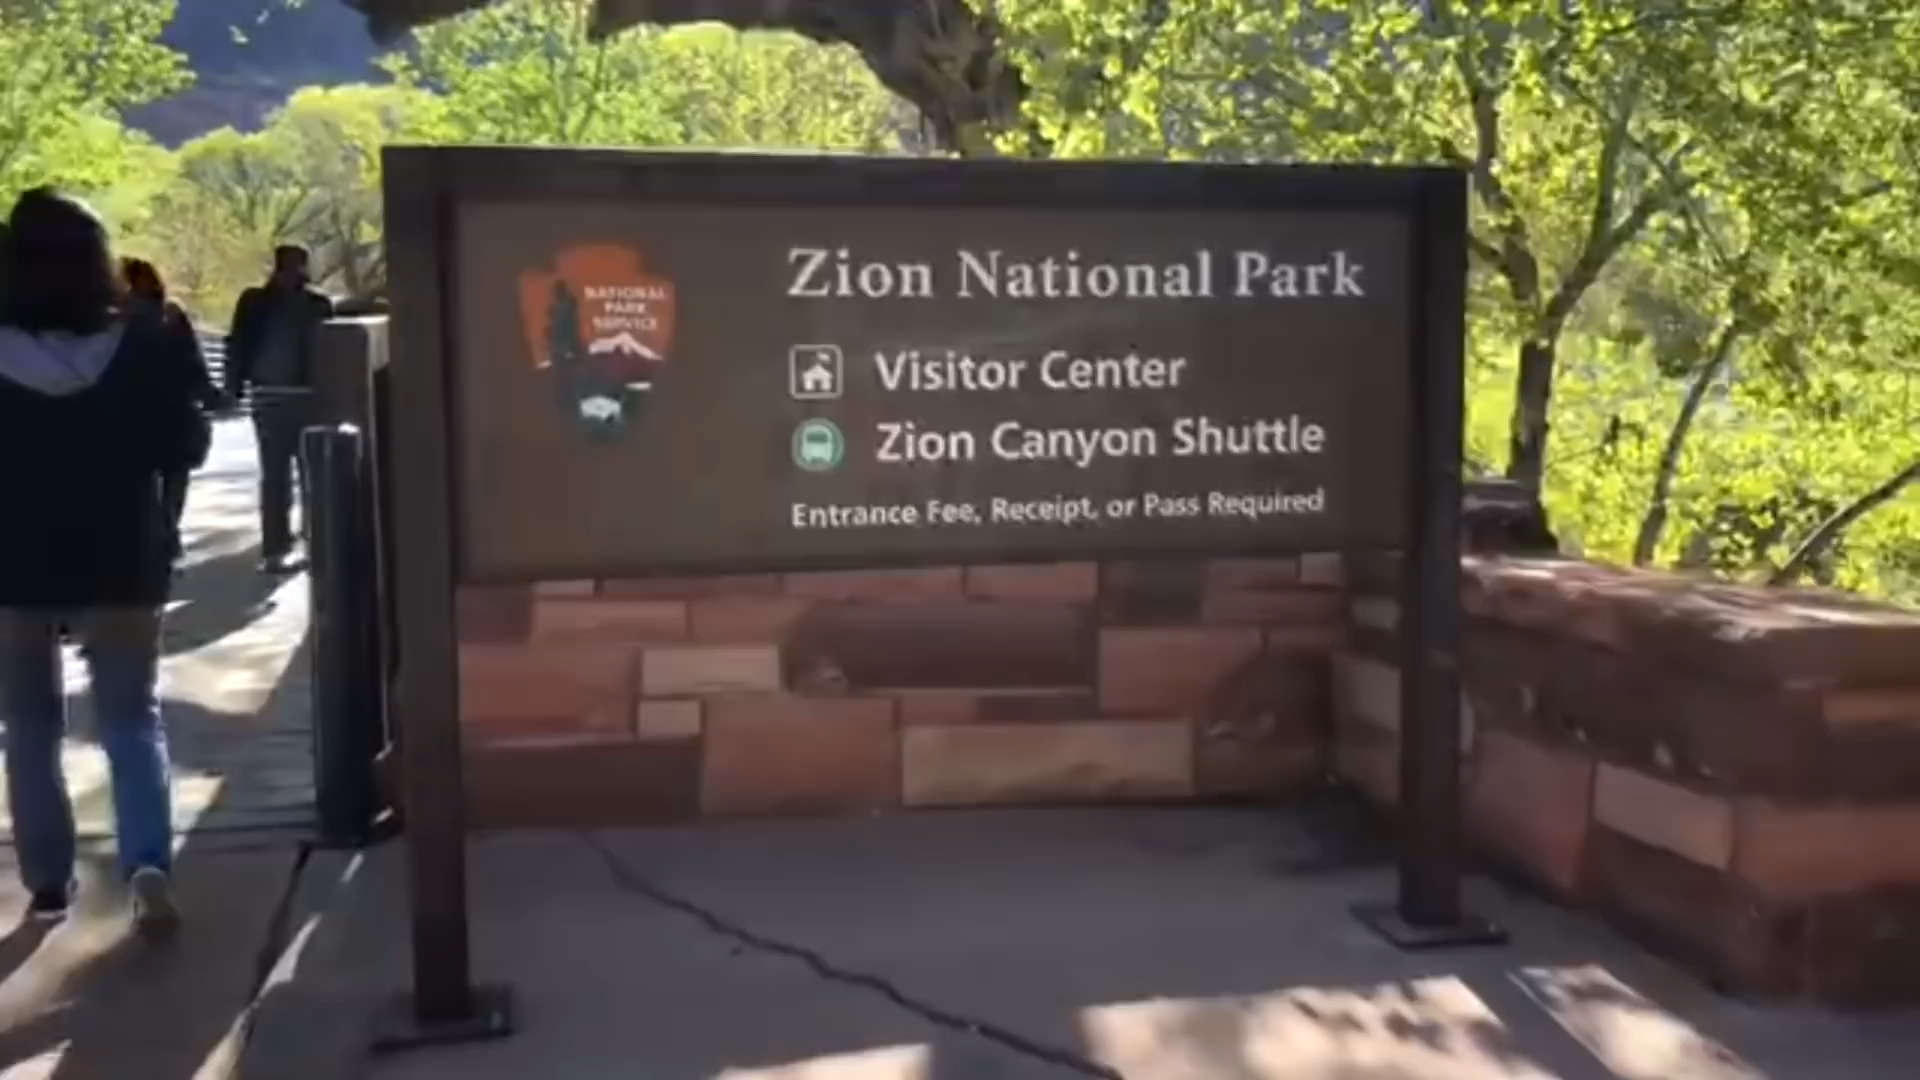 NATIONAL
PARK
SERVICE
Zion National Park
Visitor Center
Zion Canyon Shuttle
Entrance Fee, Receipt, or Pass Required